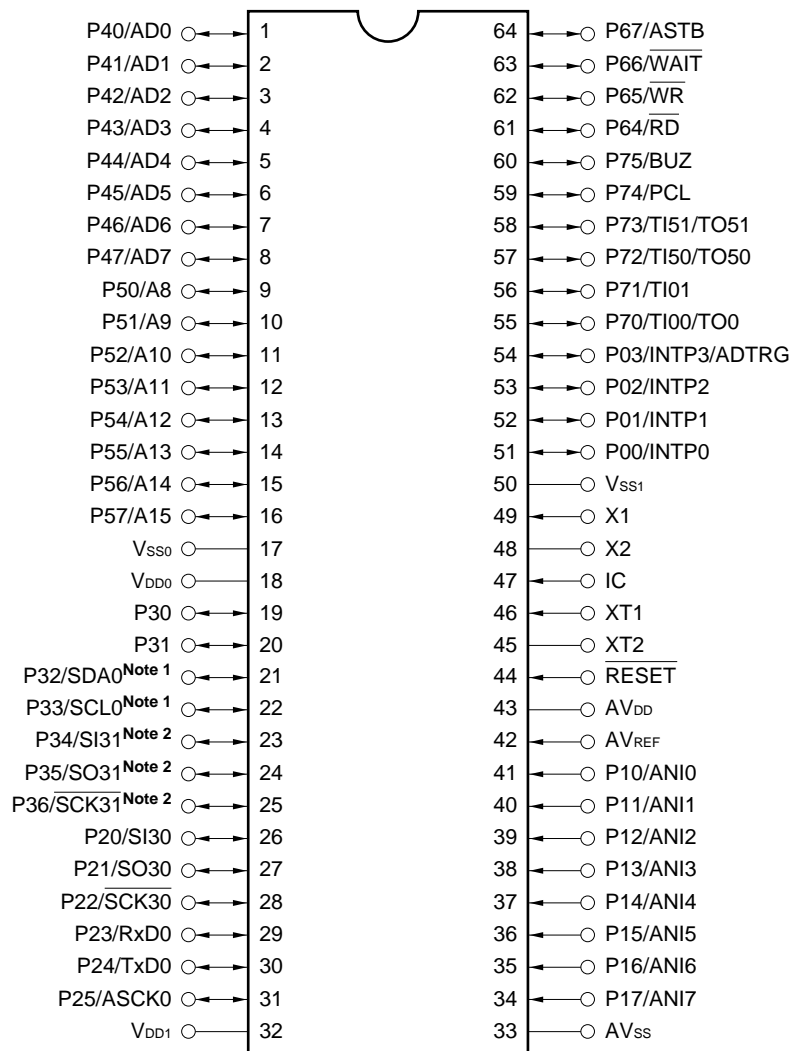 P40/AD0 1 64 P67/ASTB
P41/AD1 2 63 P66/WAIT
P42/AD2 3 62 P65/WR
P43/AD3 4 61 P64/RD
P44/AD4 5 60 P75/BUZ
P45/AD5 6 59 P74/PCL
P46/AD6 7 58 P73/TI51/TO51
P47/AD7 8 57 P72/TI50/TO50
P50/A8 9 56 P71/TI01
P51/A9 10 55 P70/TI00/TO0
P52/A10 11 54 P03/INTP3/ADTRG
P53/A11 12 53 P02/INTP2
P54/A12 13 52 P01/INTP1
P55/A13 14 51 P00/INTP0
P56/A14 15 50 VSS1
P57/A15 16 49 X1
VSS0 17 48 X2
VDD0 18 47 IC
P30 19 46 XT1
P31 20 45 XT2
P32/SDA0Note 1 21 44 RESET
P33/SCL0Note 1 22 43 AVDD
P34/SI31Note 2 23 42 AVREF
P35/SO31Note 2 24 41 P10/ANI0
P36/SCK31Note 2 25 40 P11/ANI1
P20/SI30 26 39 P12/ANI2
P21/SO30 27 38 P13/ANI3
P22/SCK30 28 37 P14/ANI4
P23/RxD0 29 36 P15/ANI5
P24/TxD0 30 35 P16/ANI6
P25/ASCK0 31 34 P17/ANI7
VDD1 32 33 AVSS